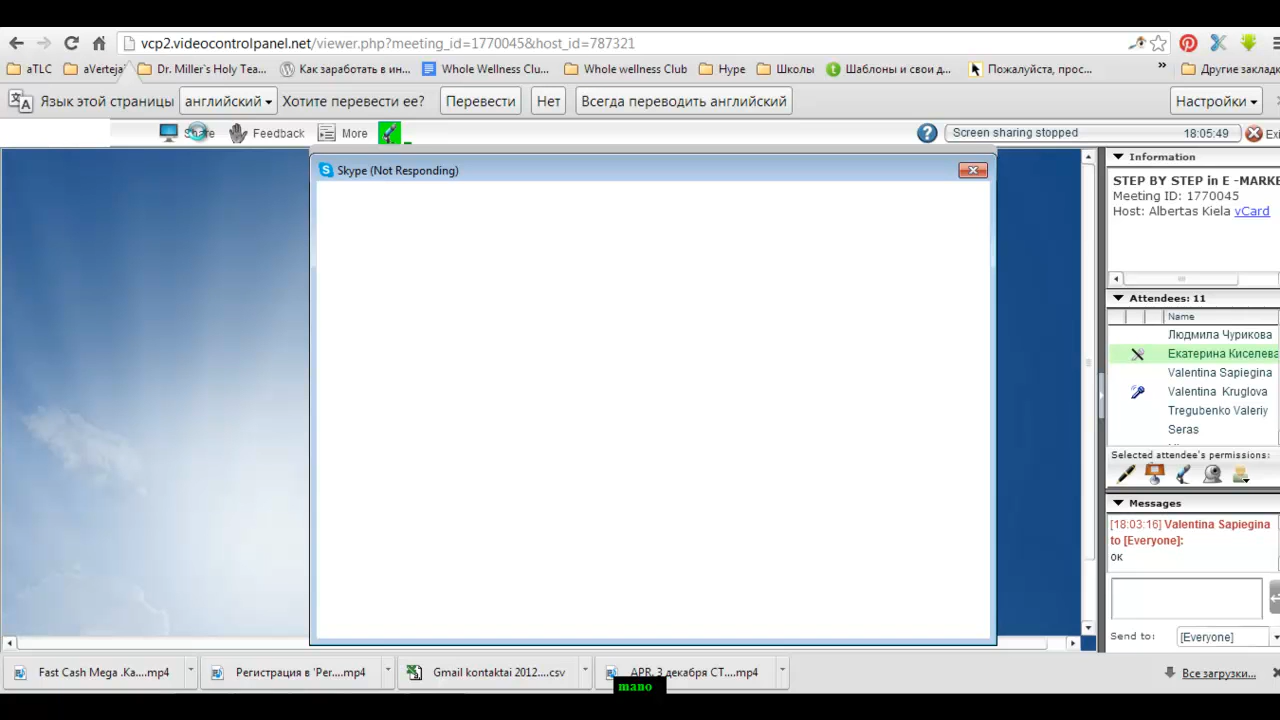 vcp2.videocontrolpanel.net/viewer.php?meeting_id=1770045&host_id=787321
aTLC aVerteja Dr. Miller`s Holy Tea... Как заработать в ин... Whole Wellness Clu... Whole wellness Club Hype Школы Шаблоны и свои д... Пожалуйста, прос... » Другие заклад
Язык этой страницы английский Хотите перевести ее? Перевести Нет Всегда переводить английский Настройки
Share Feedback More Screen sharing stopped 18:05:49 Exi
Skype (Not Responding)
Information
STEP BY STEP in E -MARKE
Meeting ID: 1770045
Host: Albertas Kiela vCard
Attendees: 11
Name
Людмила Чурикова
Екатерина Киселева
Valentina Sapiegina
Valentina Kruglova
Tregubenko Valeriy
Seras
Selected attendee's permissions:
Messages
[18:03:16] Valentina Sapiegina
to [Everyone]:
ок
Send to: [Everyone]
Fast Cash Mega .Ka....mp4 Регистрация в 'Per....mp4 Gmail kontaktai 2012....csv APR. 3 декабря СТ....mp4 Все загрузки...
mano